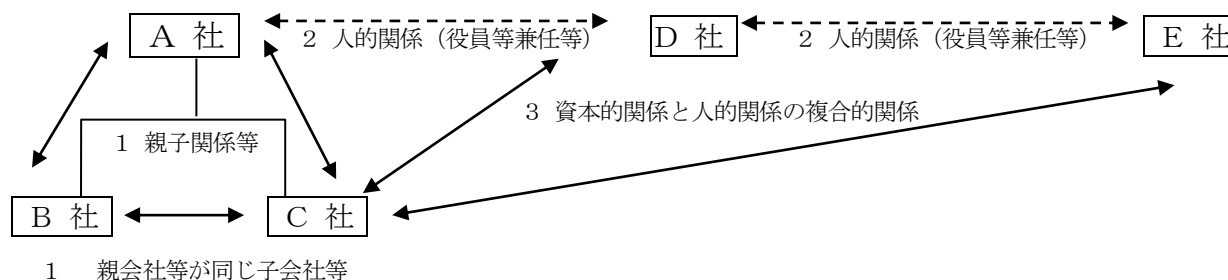 A 社
2 人的関係（役員等兼任等）
D 社
2 人的関係（役員等兼任等）
E 社
3 資本的関係と人的関係の複合的関係
1 親子関係等
B 社
C 社
1 親会社等が同じ子会社等